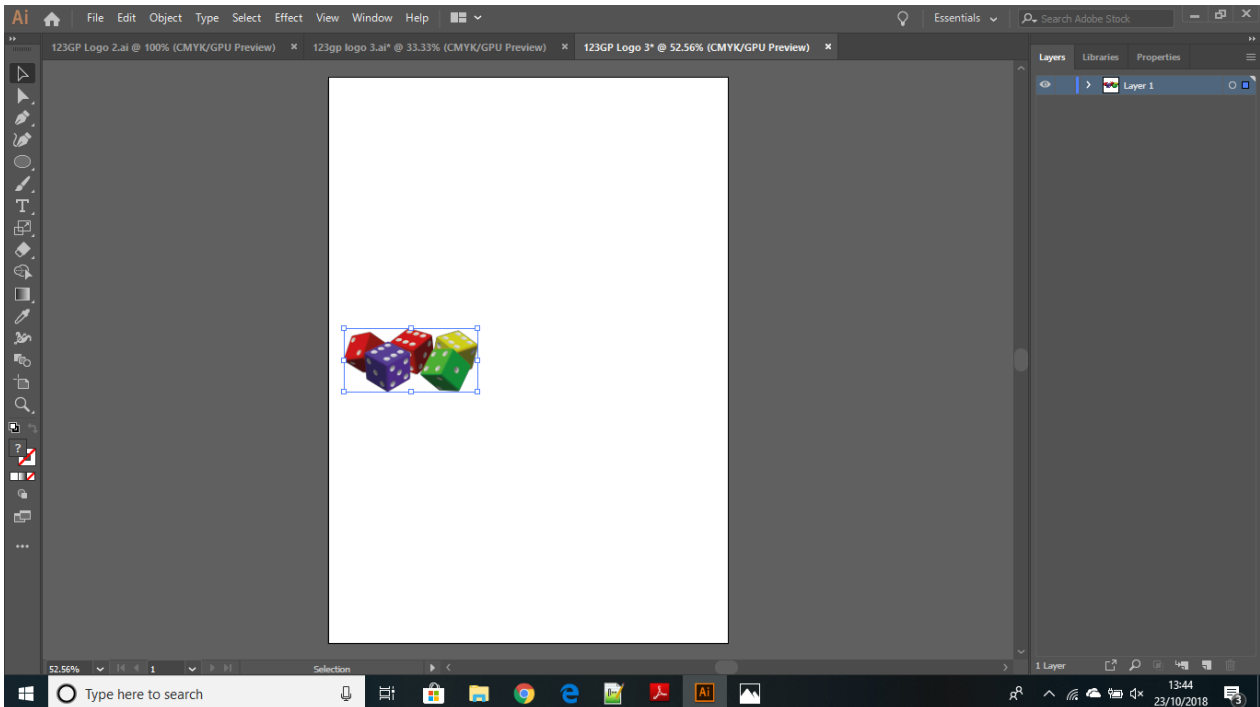 Ai File Edit Object Type Select Effect View Window Help Essentials Search Adobe Stock
123GP Logo 2.ai @ 100% (CMYK/GPU Preview) × 123gp logo 3.ai* @ 33.33% (CMYK/GPU Preview) × 123GP Logo 3* @ 52.56% (CMYK/GPU Preview) ×
Layers Libraries Properties
Layer 1
T
?
52.56% 1 Selection 1 Layer
Type here to search Ai 13:44
23/10/2018 3